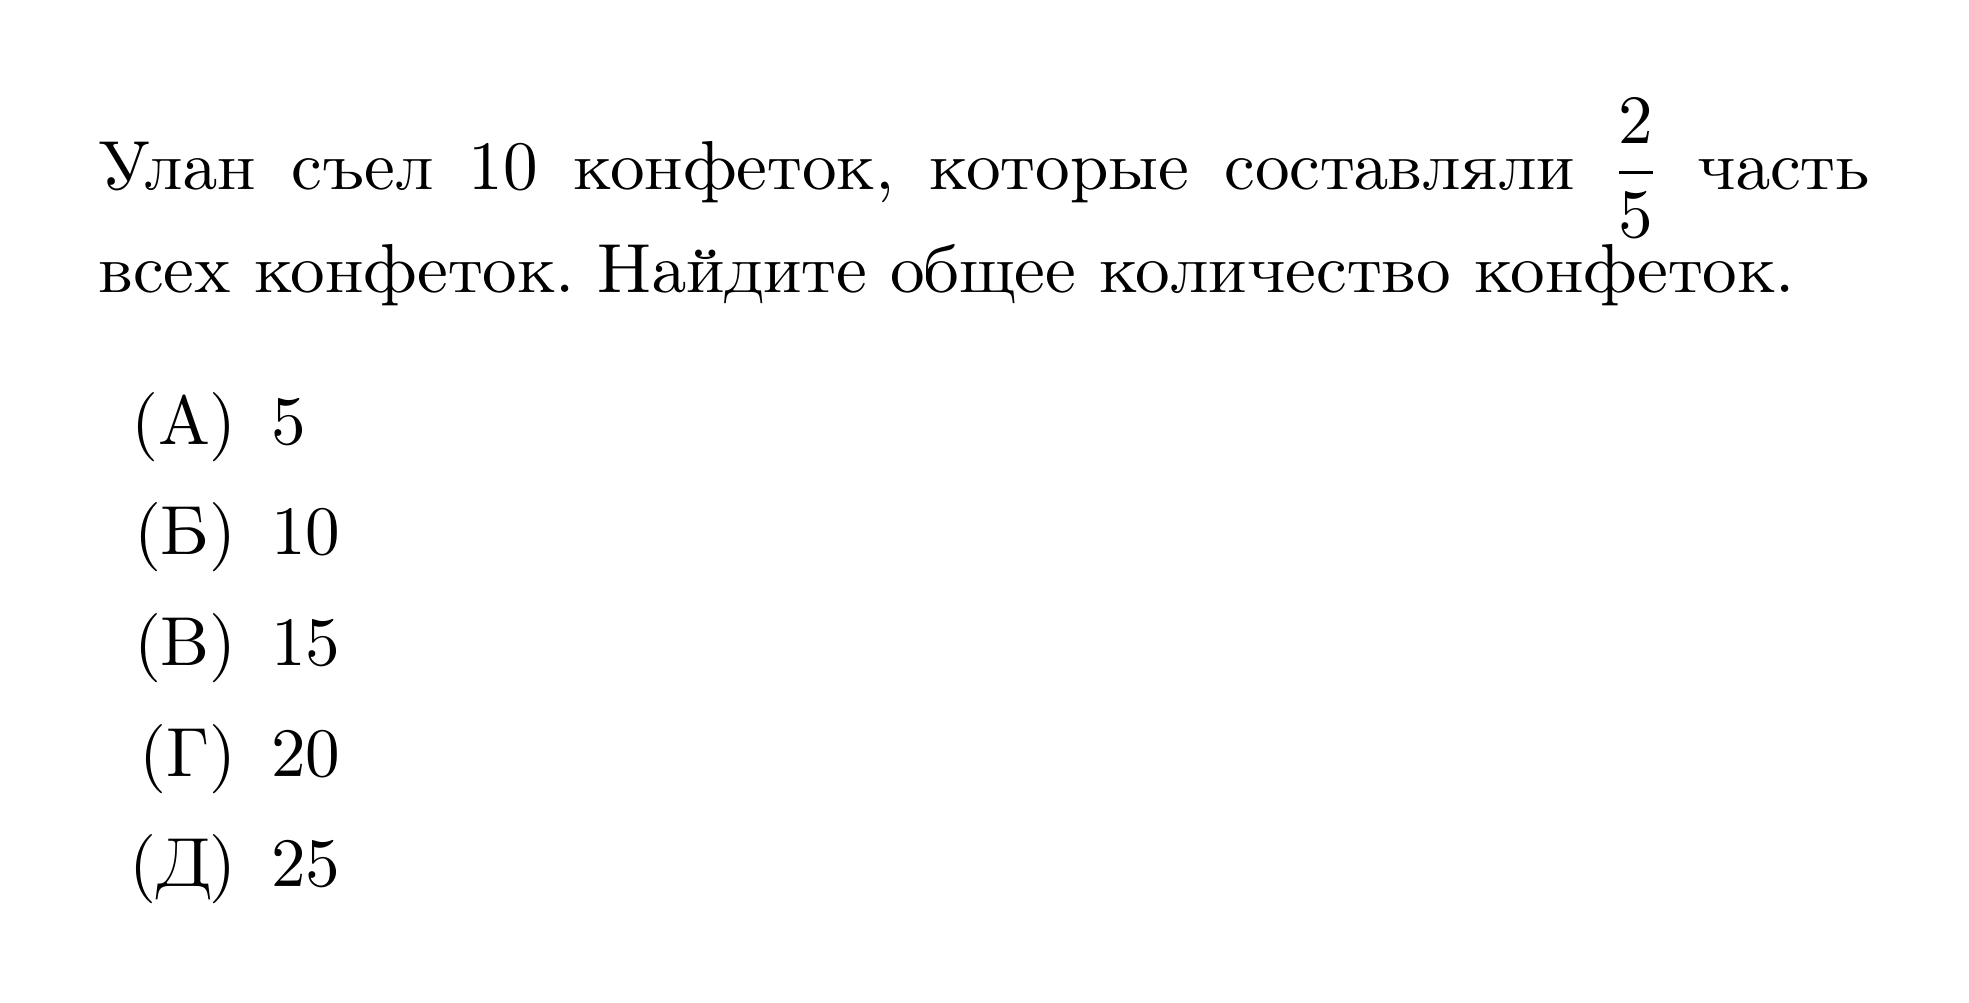 Улан съел 10 конфеток, которые составляли 2/5 часть
всех конфеток. Найдите общее количество конфеток.
(А) 5
(Б) 10
(В) 15
(Г) 20
(Д) 25